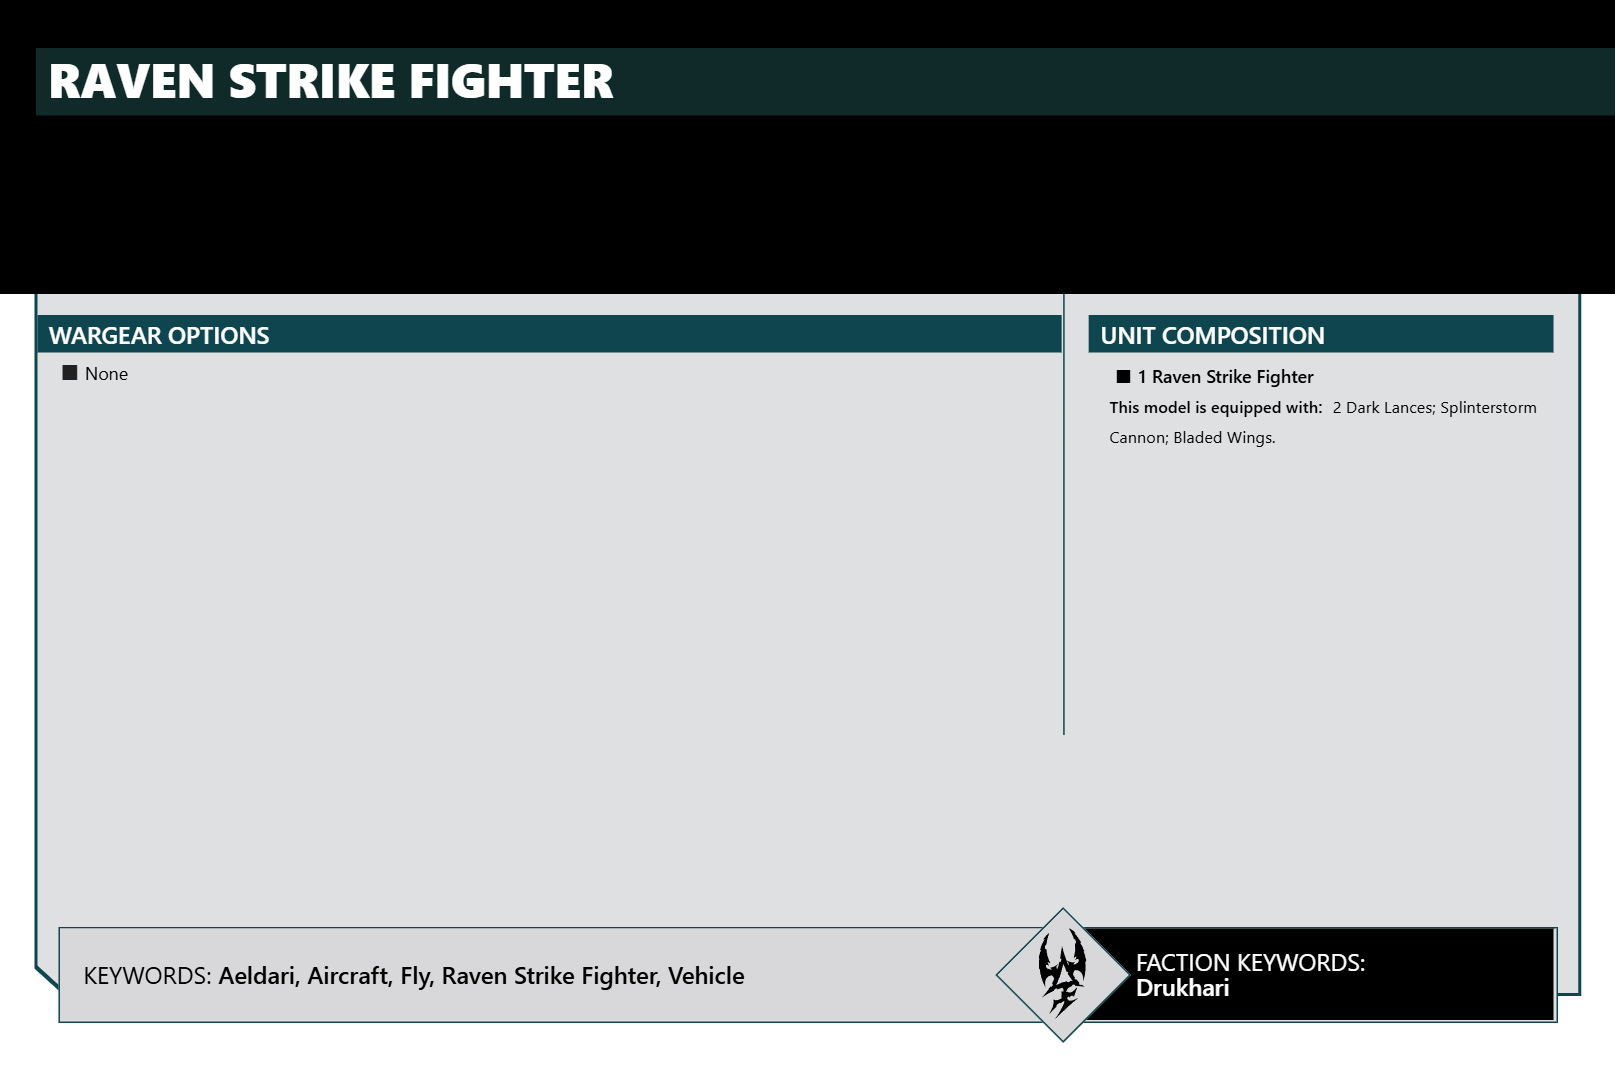 RAVEN STRIKE FIGHTER
WARGEAR OPTIONS
None
UNIT COMPOSITION
1 Raven Strike Fighter
This model is equipped with: 2 Dark Lances; Splinterstorm
Cannon; Bladed Wings.
KEYWORDS: Aeldari, Aircraft, Fly, Raven Strike Fighter, Vehicle
FACTION KEYWORDS:
Drukhari